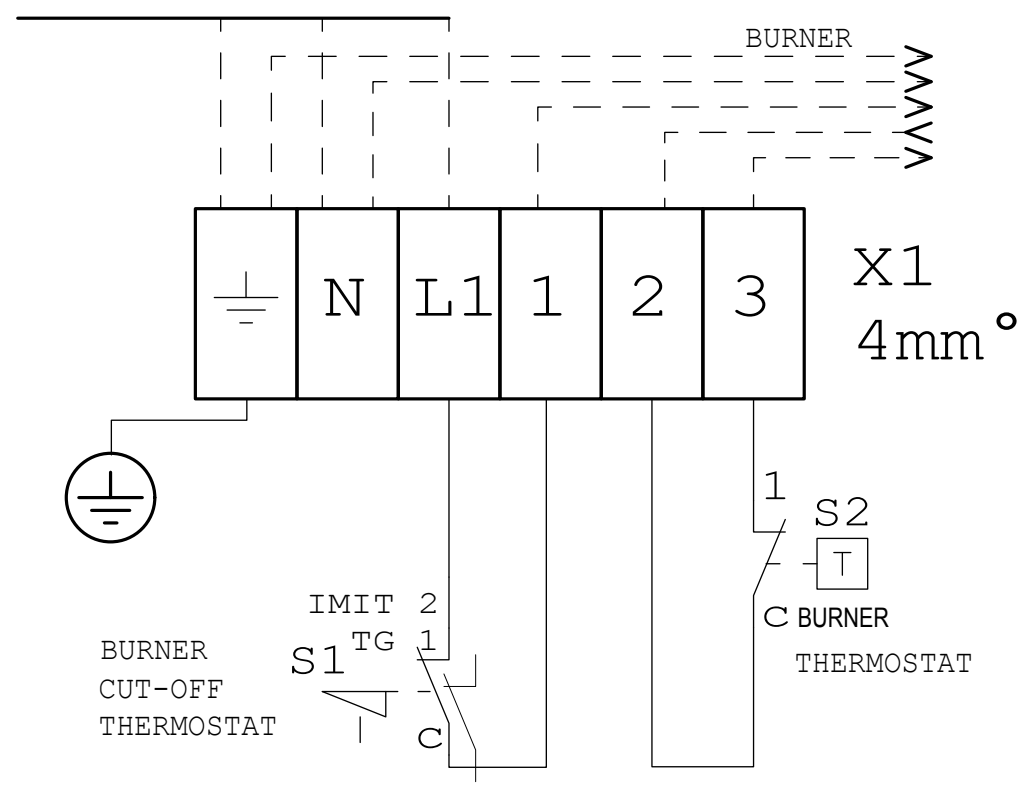 BURNER
N L1 1 2 3
X1
4mm°
1
S2
T
IMIT 2
C BURNER
TG 1
THERMOSTAT
S1
BURNER
CUT-OFF
THERMOSTAT
C